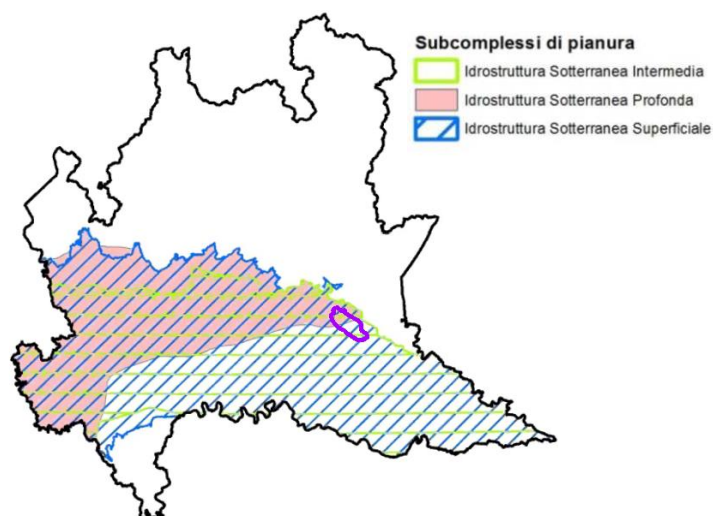 Subcomplessi di pianura
Idrostruttura Sotterranea Intermedia
Idrostruttura Sotterranea Profonda
Idrostruttura Sotterranea Superficiale